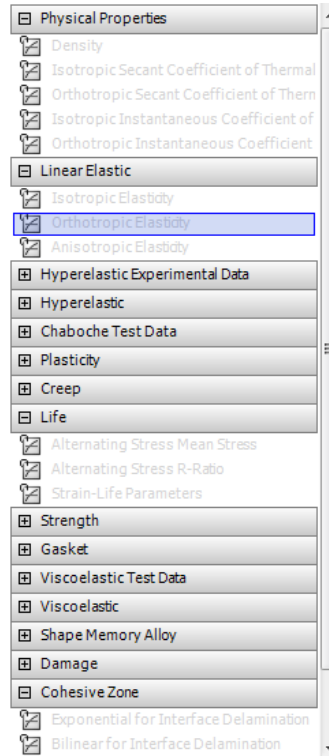 Physical Properties
Density
Isotropic Secant Coefficient of Thermal
Orthotropic Secant Coefficient of Therm
Isotropic Instantaneous Coefficient of
Orthotropic Instantaneous Coefficient
Linear Elastic
Isotropic Elasticity
Orthotropic Elasticity
Anisotropic Elasticity
Hyperelastic Experimental Data
Hyperelastic
Chaboche Test Data
Plasticity
Creep
Life
Alternating Stress Mean Stress
Alternating Stress R-Ratio
Strain-Life Parameters
Strength
Gasket
Viscoelastic Test Data
Viscoelastic
Shape Memory Alloy
Damage
Cohesive Zone
Exponential for Interface Delamination
Bilinear for Interface Delamination